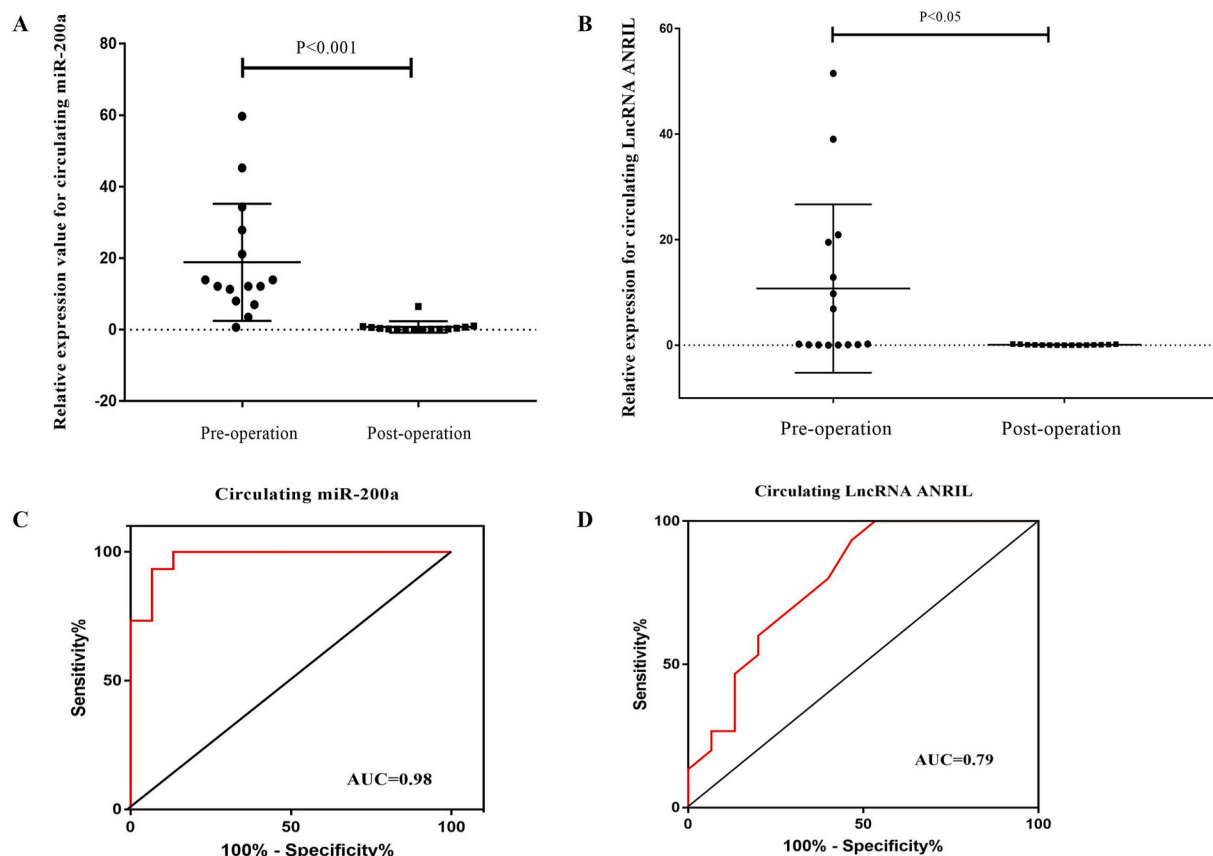 A
P<0.001
Relative expression value for circulating miR-200a
80
60
40
20
0
-20
Pre-operation
Post-operation
B
P<0.05
Relative expression for circulating LncRNA ANRIL
60
40
20
0
Pre-operation
Post-operation
C
Circulating miR-200a
Sensitivity%
100
50
0
AUC=0.98
0
50
100
100% - Specificity%
D
Circulating LncRNA ANRIL
Sensitivity%
100
50
0
AUC=0.79
0
50
100
100% - Specificity%